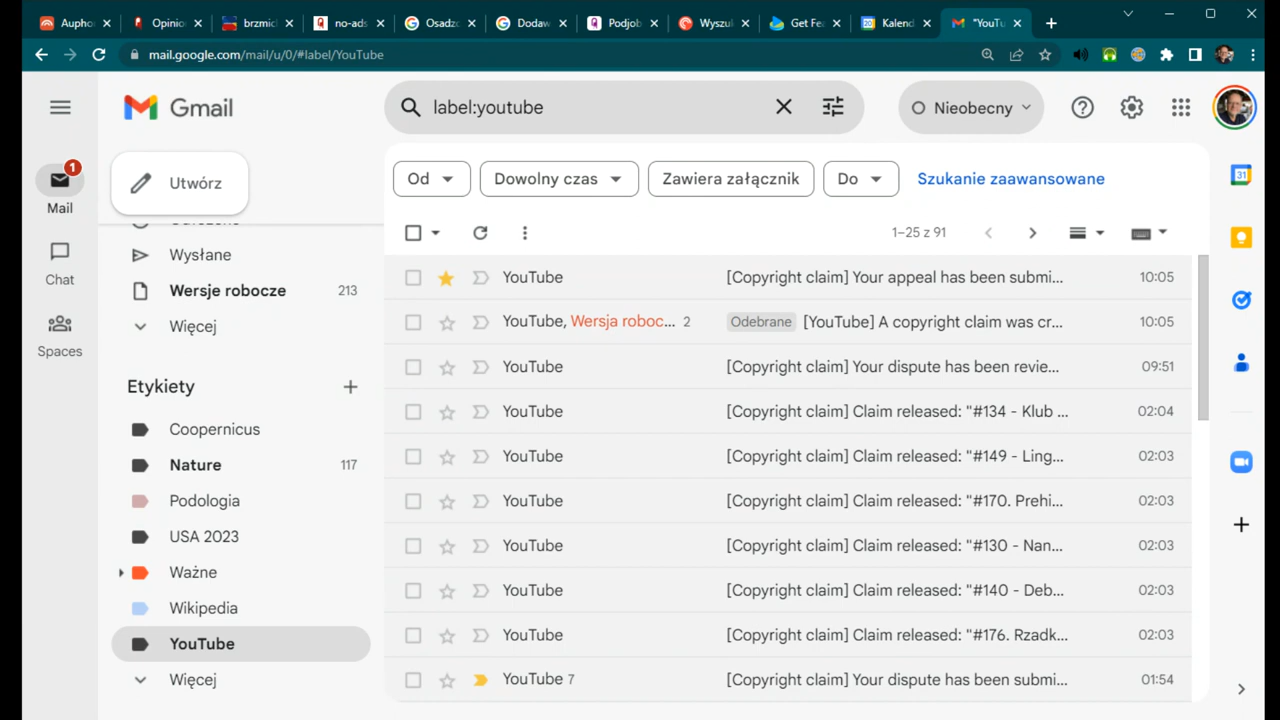 Auphor
Opinion
brzmic
no-ads
Osadzo
Dodaw
Podjob
Wyszuk
Get Fea
Kalend
"YouTu
mail.google.com/mail/u/0/#label/YouTube
Gmail
label:youtube
Nieobecny
1
Mail
Chat
Spaces
Utwórz
Wysłane
Wersje robocze 213
Więcej
Etykiety
Coopernicus
Nature 117
Podologia
USA 2023
Ważne
Wikipedia
YouTube
Więcej
Od
Dowolny czas
Zawiera załącznik
Do
Szukanie zaawansowane
1–25 z 91
YouTube [Copyright claim] Your appeal has been submi... 10:05
YouTube, Wersja roboc... 2 Odebrane [YouTube] A copyright claim was cr... 10:05
YouTube [Copyright claim] Your dispute has been revie... 09:51
YouTube [Copyright claim] Claim released: "#134 - Klub ... 02:04
YouTube [Copyright claim] Claim released: "#149 - Ling... 02:03
YouTube [Copyright claim] Claim released: "#170. Prehi... 02:03
YouTube [Copyright claim] Claim released: "#130 - Nan... 02:03
YouTube [Copyright claim] Claim released: "#140 - Deb... 02:03
YouTube [Copyright claim] Claim released: "#176. Rzadk... 02:03
YouTube 7 [Copyright claim] Your dispute has been submi... 01:54
31